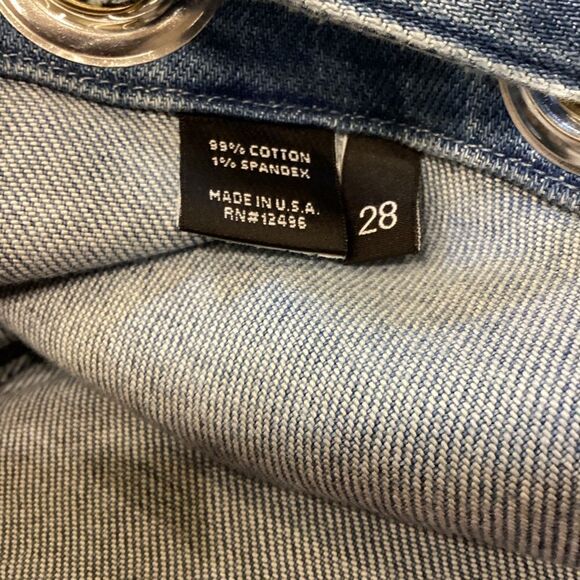 99% COTTON
1% SPANDEX
MADE IN U.S.A.
RN#12496
28